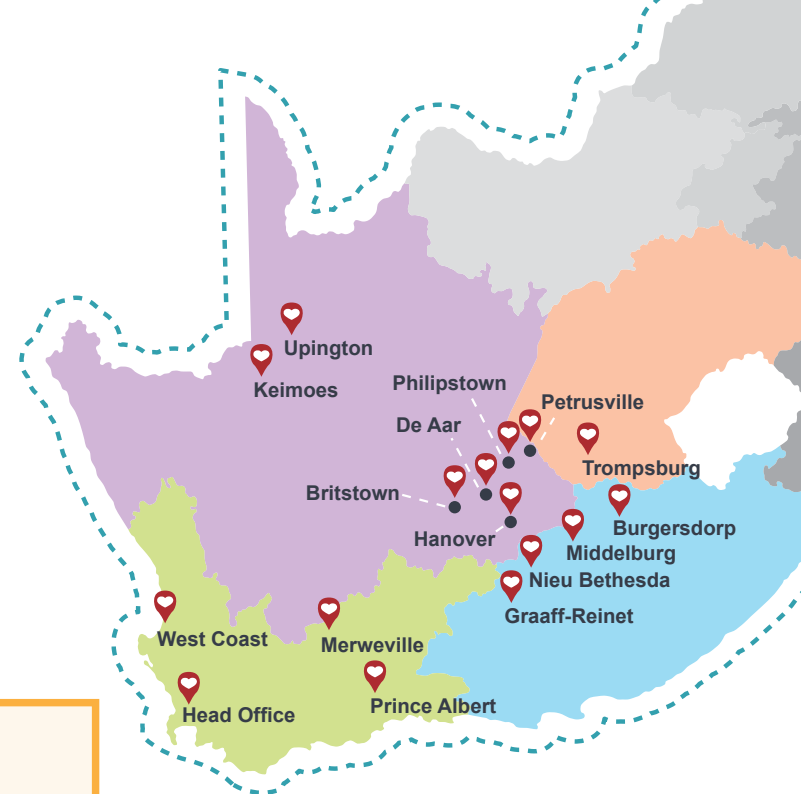 Upington
Keimoes
Philipstown
Petrusville
De Aar
Trompsburg
Britstown
Burgersdorp
Hanover
Middelburg
Nieu Bethesda
Graaff-Reinet
West Coast
Merweville
Prince Albert
Head Office